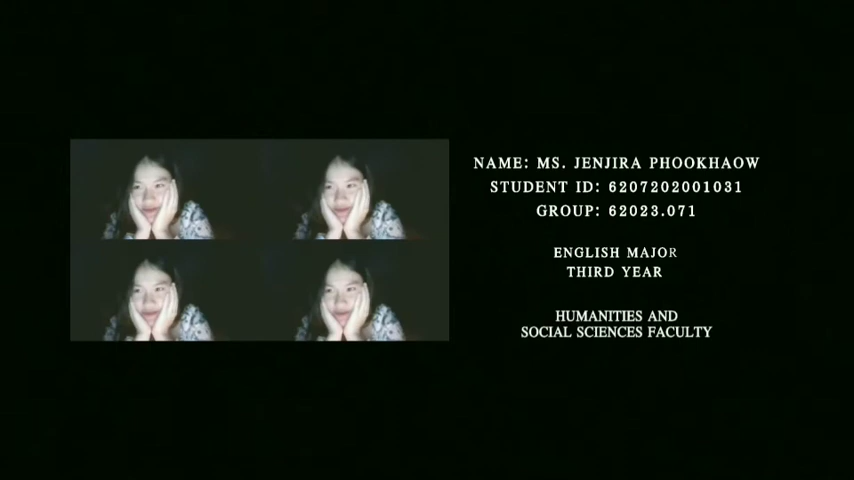 NAME: MS. JENJIRA PHOOKHAOW
STUDENT ID: 6207202001031
GROUP: 62023.071
ENGLISH MAJOR
THIRD YEAR
HUMANITIES AND
SOCIAL SCIENCES FACULTY